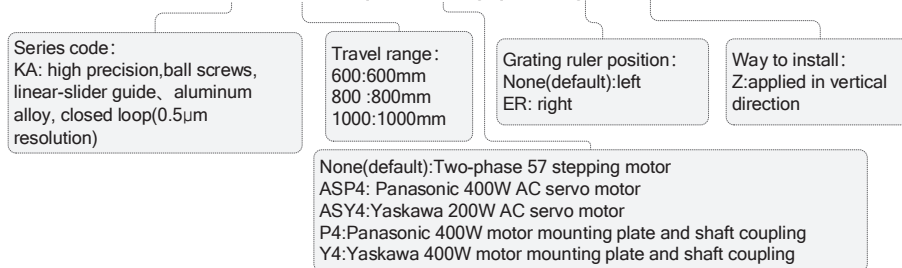 Series code：
KA: high precision,ball screws,
linear-slider guide、aluminum
alloy, closed loop(0.5μm
resolution)
Travel range：
600:600mm
800 :800mm
1000:1000mm
Grating ruler position：
None(default):left
ER: right
Way to install：
Z:applied in vertical
direction
None(default):Two-phase 57 stepping motor
ASP4: Panasonic 400W AC servo motor
ASY4:Yaskawa 200W AC servo motor
P4:Panasonic 400W motor mounting plate and shaft coupling
Y4:Yaskawa 400W motor mounting plate and shaft coupling